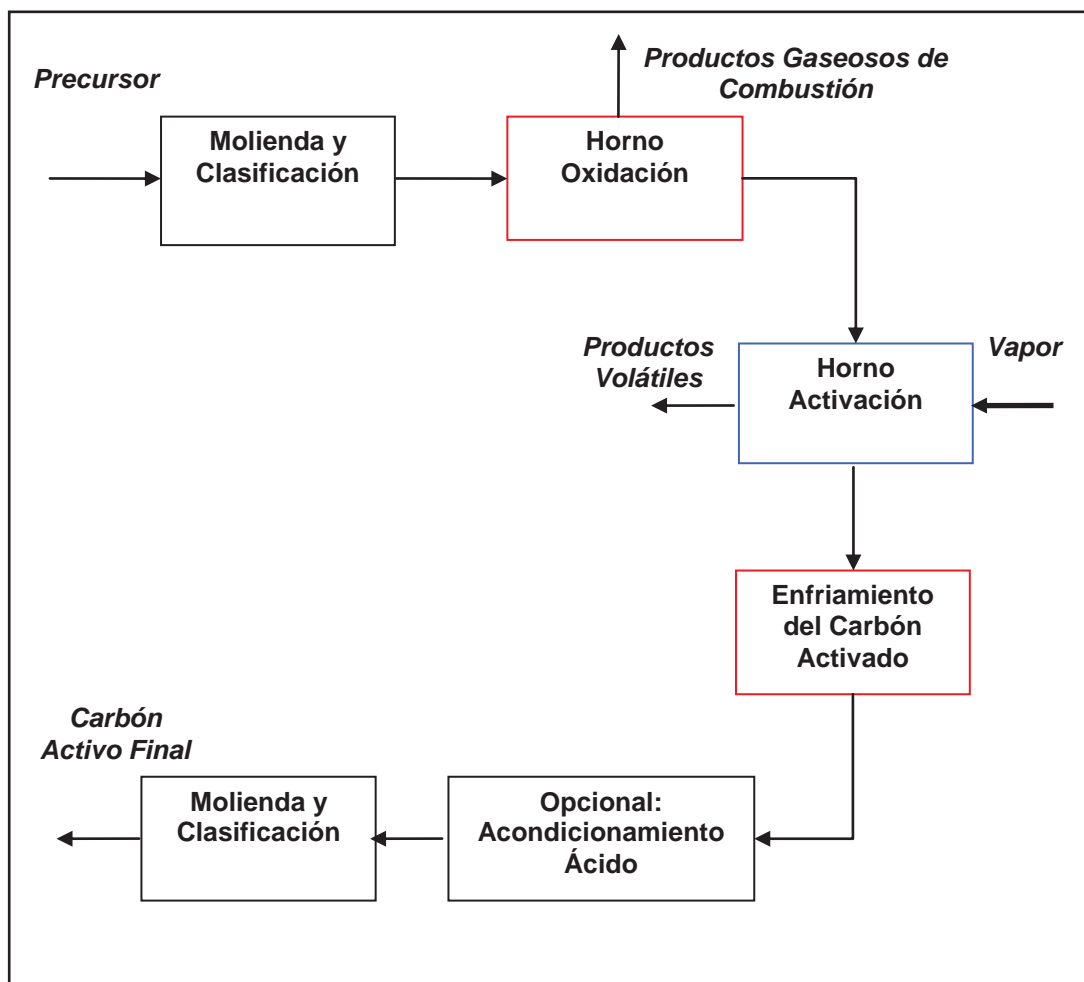 Precursor
Productos Gaseosos de
Combustión
Molienda y
Clasificación
Horno
Oxidación
Productos
Volátiles
Horno
Activación
Vapor
Enfriamiento
del Carbón
Activado
Carbón
Activo Final
Molienda y
Clasificación
Opcional:
Acondicionamiento
Ácido